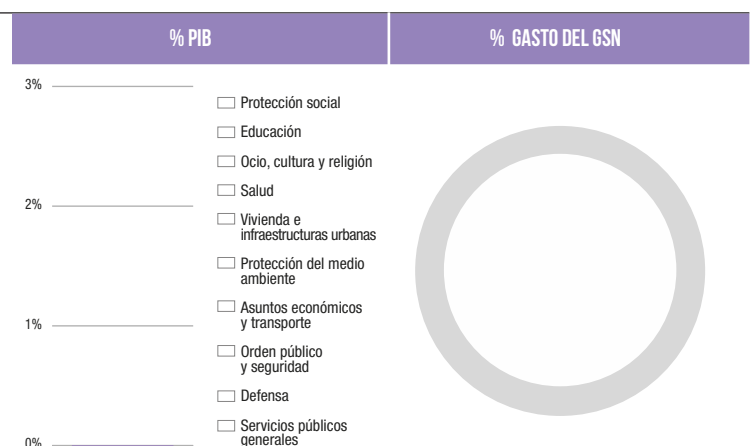 % PIB
% GASTO DEL GSN
3%
Protección social
Educación
Ocio, cultura y religión
Salud
2%
Vivienda e
infraestructuras urbanas
Protección del medio
ambiente
Asuntos económicos
y transporte
1%
Orden público
y seguridad
Defensa
Servicios públicos
generales
0%